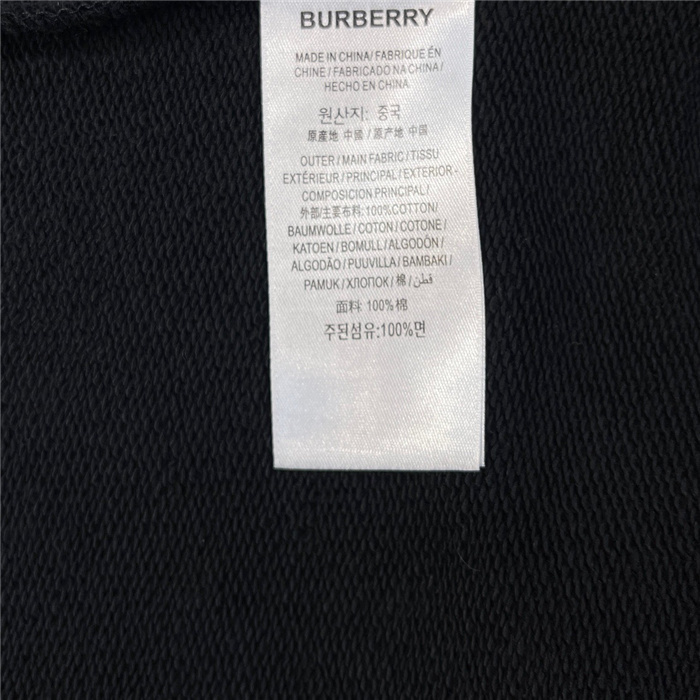 BURBERRY
MADE IN CHINA/ FABRIQUÉ EN
CHINE / FABRICADO NA CHINA /
HECHO EN CHINA
원산지: 중국
原產地 中國 / 原产地 中国
OUTER / MAIN FABRIC / TISSU
EXTÉRIEUR / PRINCIPAL / EXTERIOR -
COMPOSICION PRINCIPAL /
外部/主要布料: 100%COTTON/
BAUMWOLLE / COTON / COTONE /
KATOEN / BOMULL / ALGODÓN /
ALGODÃO / PUUVILLA / BAMBAKI /
PAMUK / ХЛОПОК / 棉 / قطن
面料: 100%棉
주된섬유:100%면